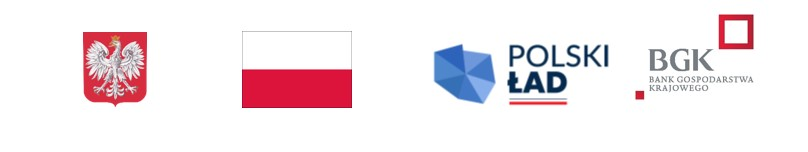 POLSKI
ŁAD
BGK
BANK GOSPODARSTWA
KRAJOWEGO